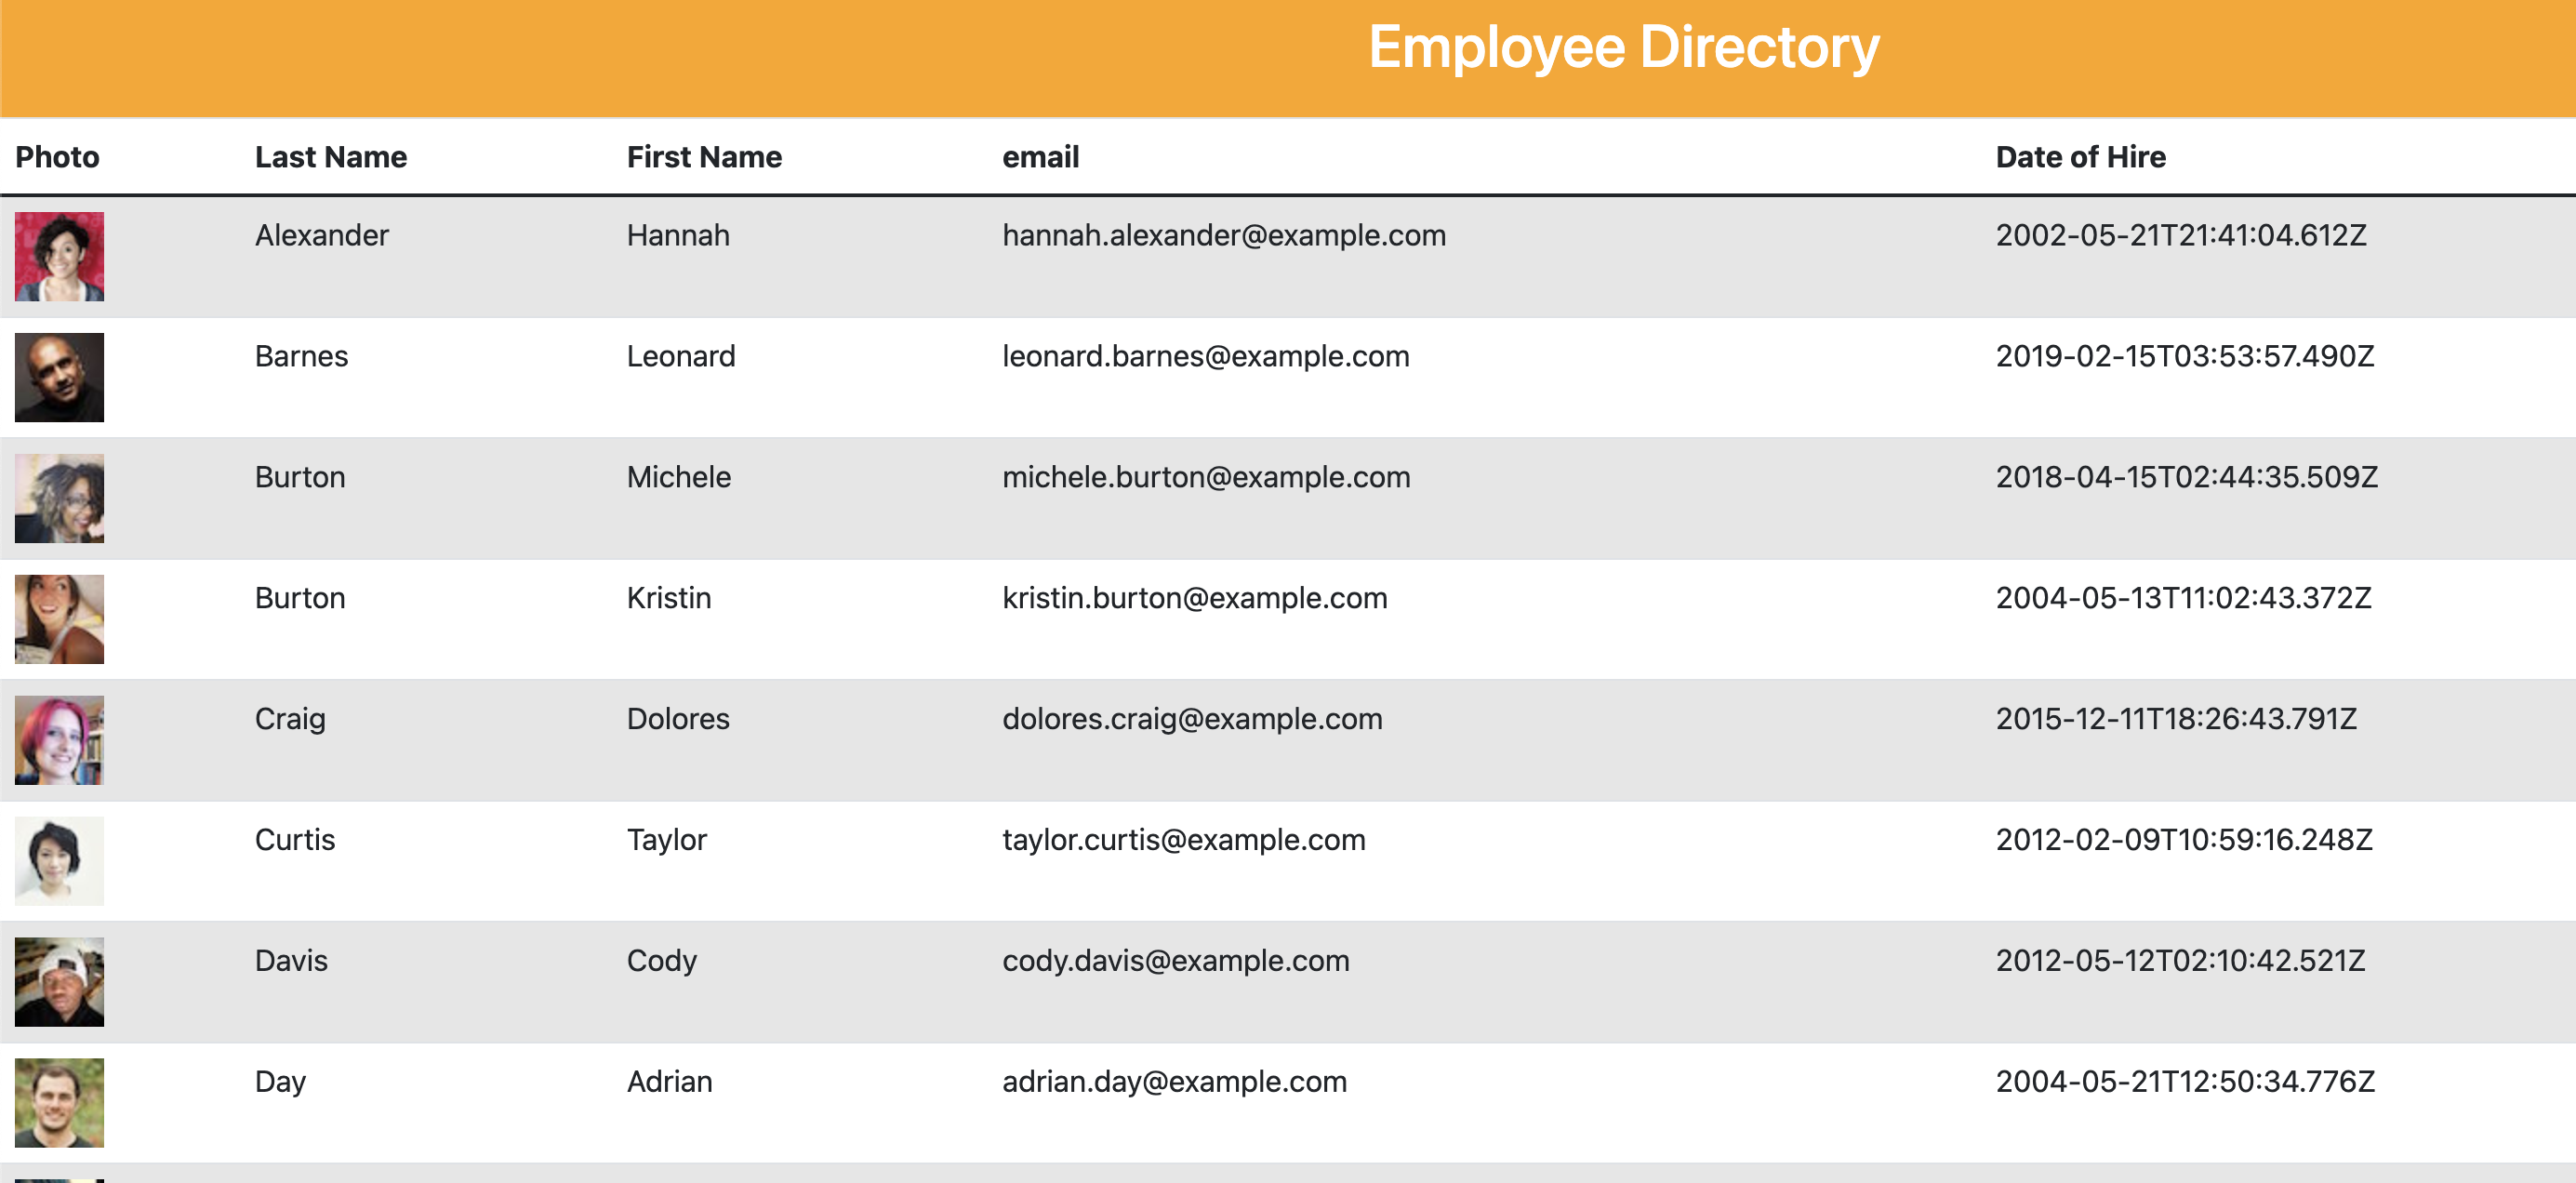 Employee Directory
Photo Last Name First Name email Date of Hire
Alexander Hannah hannah.alexander@example.com 2002-05-21T21:41:04.612Z
Barnes Leonard leonard.barnes@example.com 2019-02-15T03:53:57.490Z
Burton Michele michele.burton@example.com 2018-04-15T02:44:35.509Z
Burton Kristin kristin.burton@example.com 2004-05-13T11:02:43.372Z
Craig Dolores dolores.craig@example.com 2015-12-11T18:26:43.791Z
Curtis Taylor taylor.curtis@example.com 2012-02-09T10:59:16.248Z
Davis Cody cody.davis@example.com 2012-05-12T02:10:42.521Z
Day Adrian adrian.day@example.com 2004-05-21T12:50:34.776Z